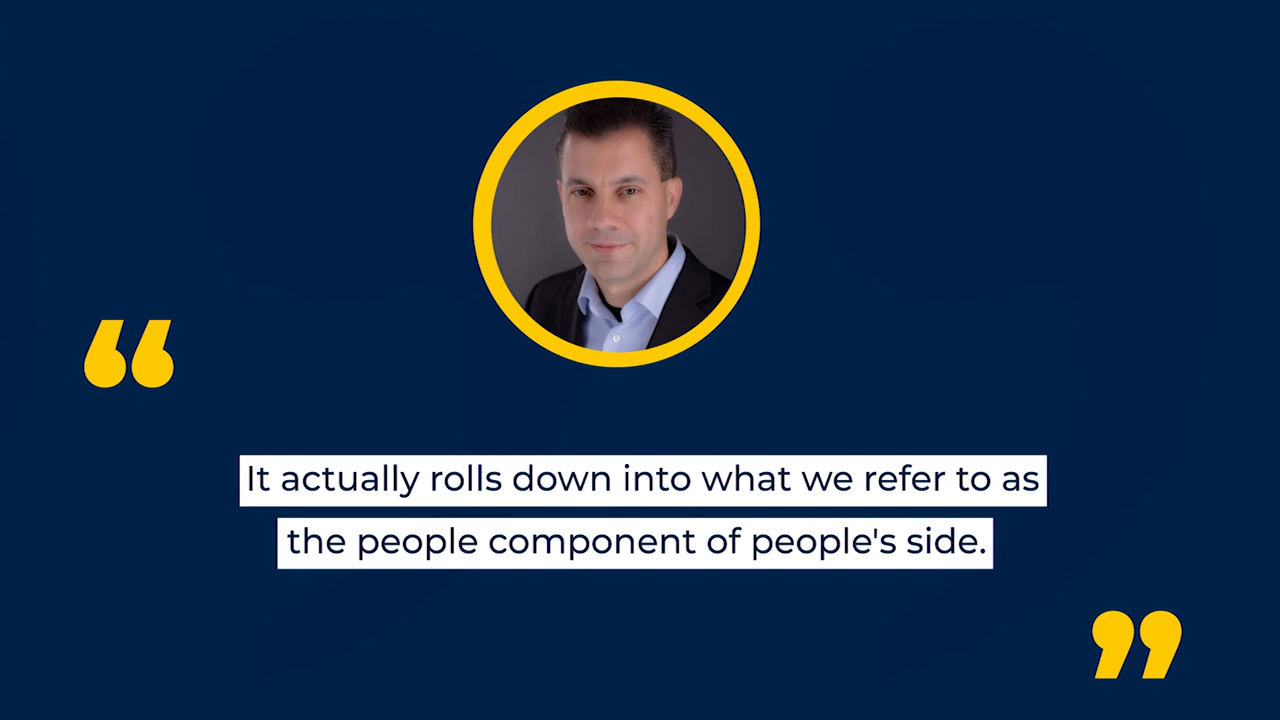 “
It actually rolls down into what we refer to as
the people component of people's side.
”